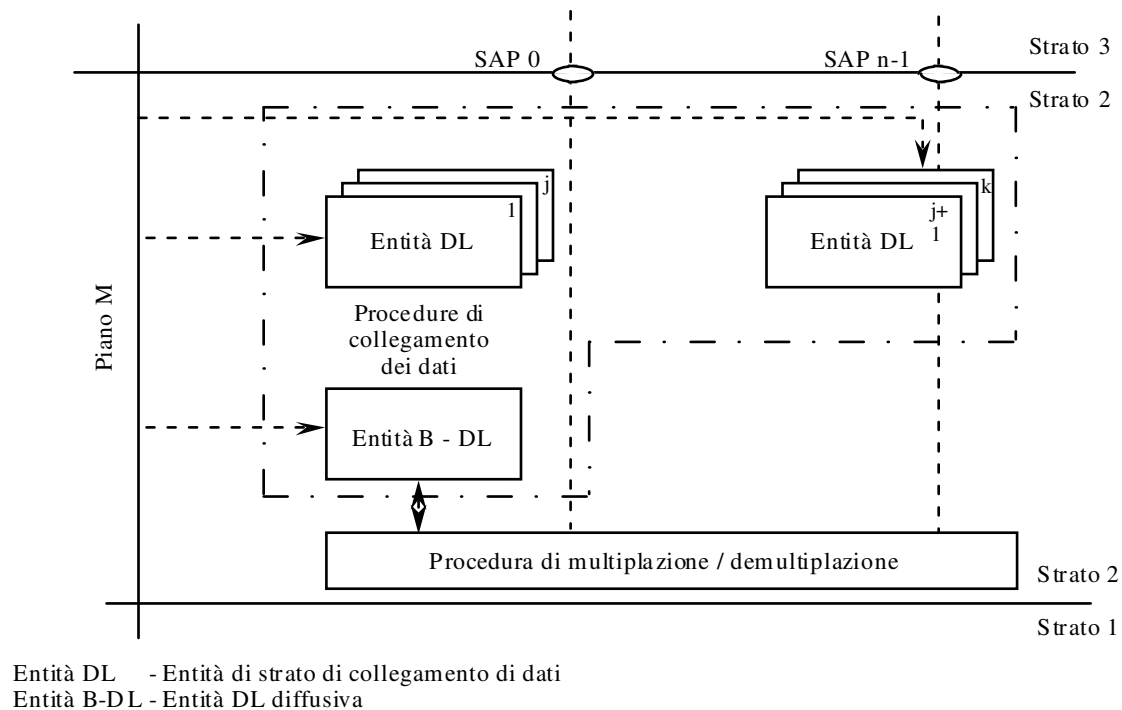 Strato 3
SAP 0
SAP n-1
Strato 2
j
k
1
j+
1
Entità DL
Entità DL
Piano M
Procedure di
collegamento
dei dati
Entità B - DL
Procedura di multiplazione / demultiplazione
Strato 2
Strato 1
Entità DL - Entità di strato di collegamento di dati
Entità B-DL - Entità DL diffusiva